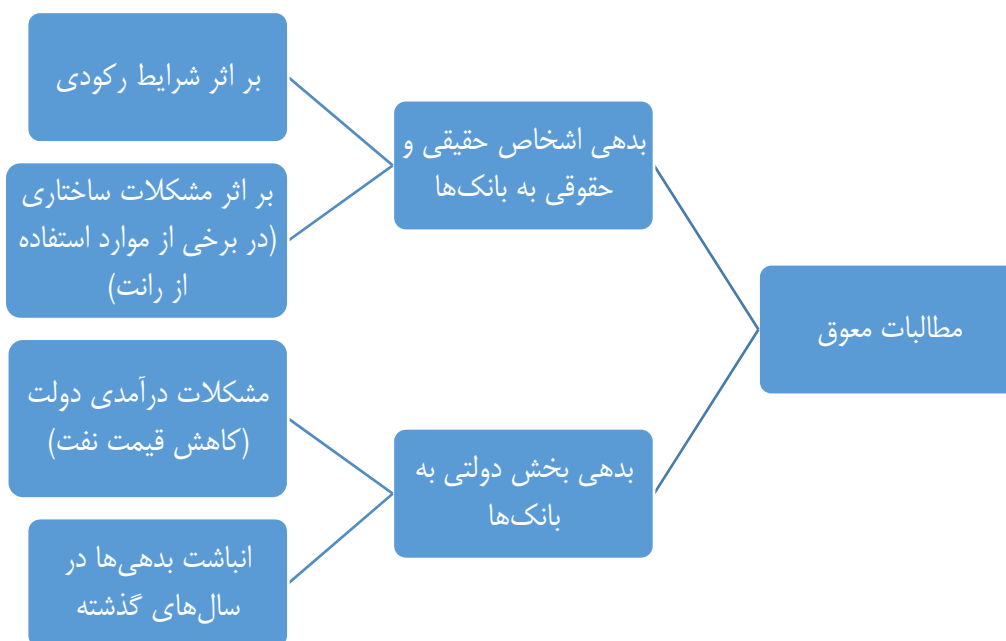 مطالبات معوق
بدهی اشخاص حقیقی و
حقوقی به بانک‌ها
بر اثر شرایط رکودی
بر اثر مشکلات ساختاری
(در برخی از موارد استفاده
از رانت)
بدهی بخش دولتی به
بانک‌ها
مشکلات درآمدی دولت
(کاهش قیمت نفت)
انباشت بدهی‌ها در
سال‌های گذشته